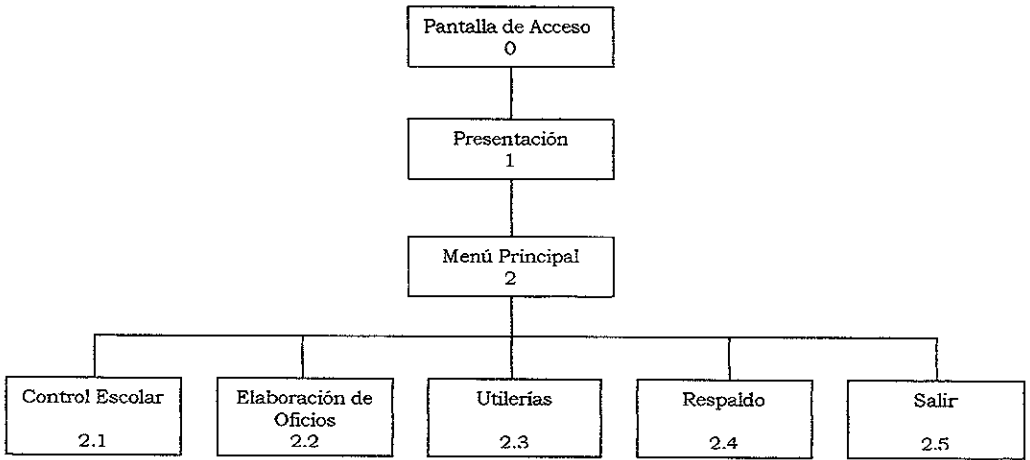 Pantalla de Acceso
0
Presentación
1
Menú Principal
2
Control Escolar
2.1
Elaboración de
Oficios
2.2
Utilerías
2.3
Respaldo
2.4
Salir
2.5